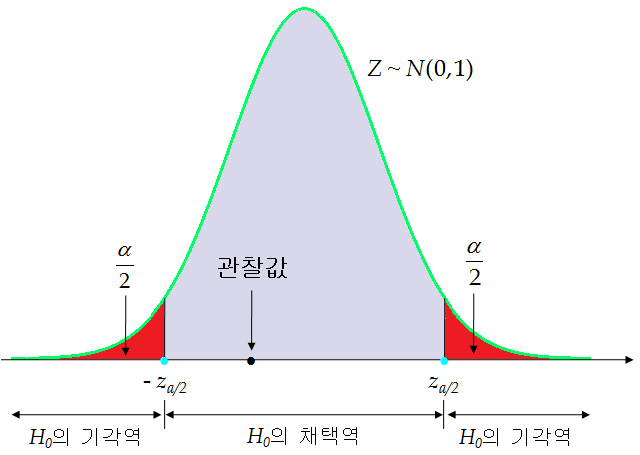 Z ~ N(0,1)
α/2
관찰값
α/2
- z_{a/2}
z_{a/2}
H₀의 기각역
H₀의 채택역
H₀의 기각역